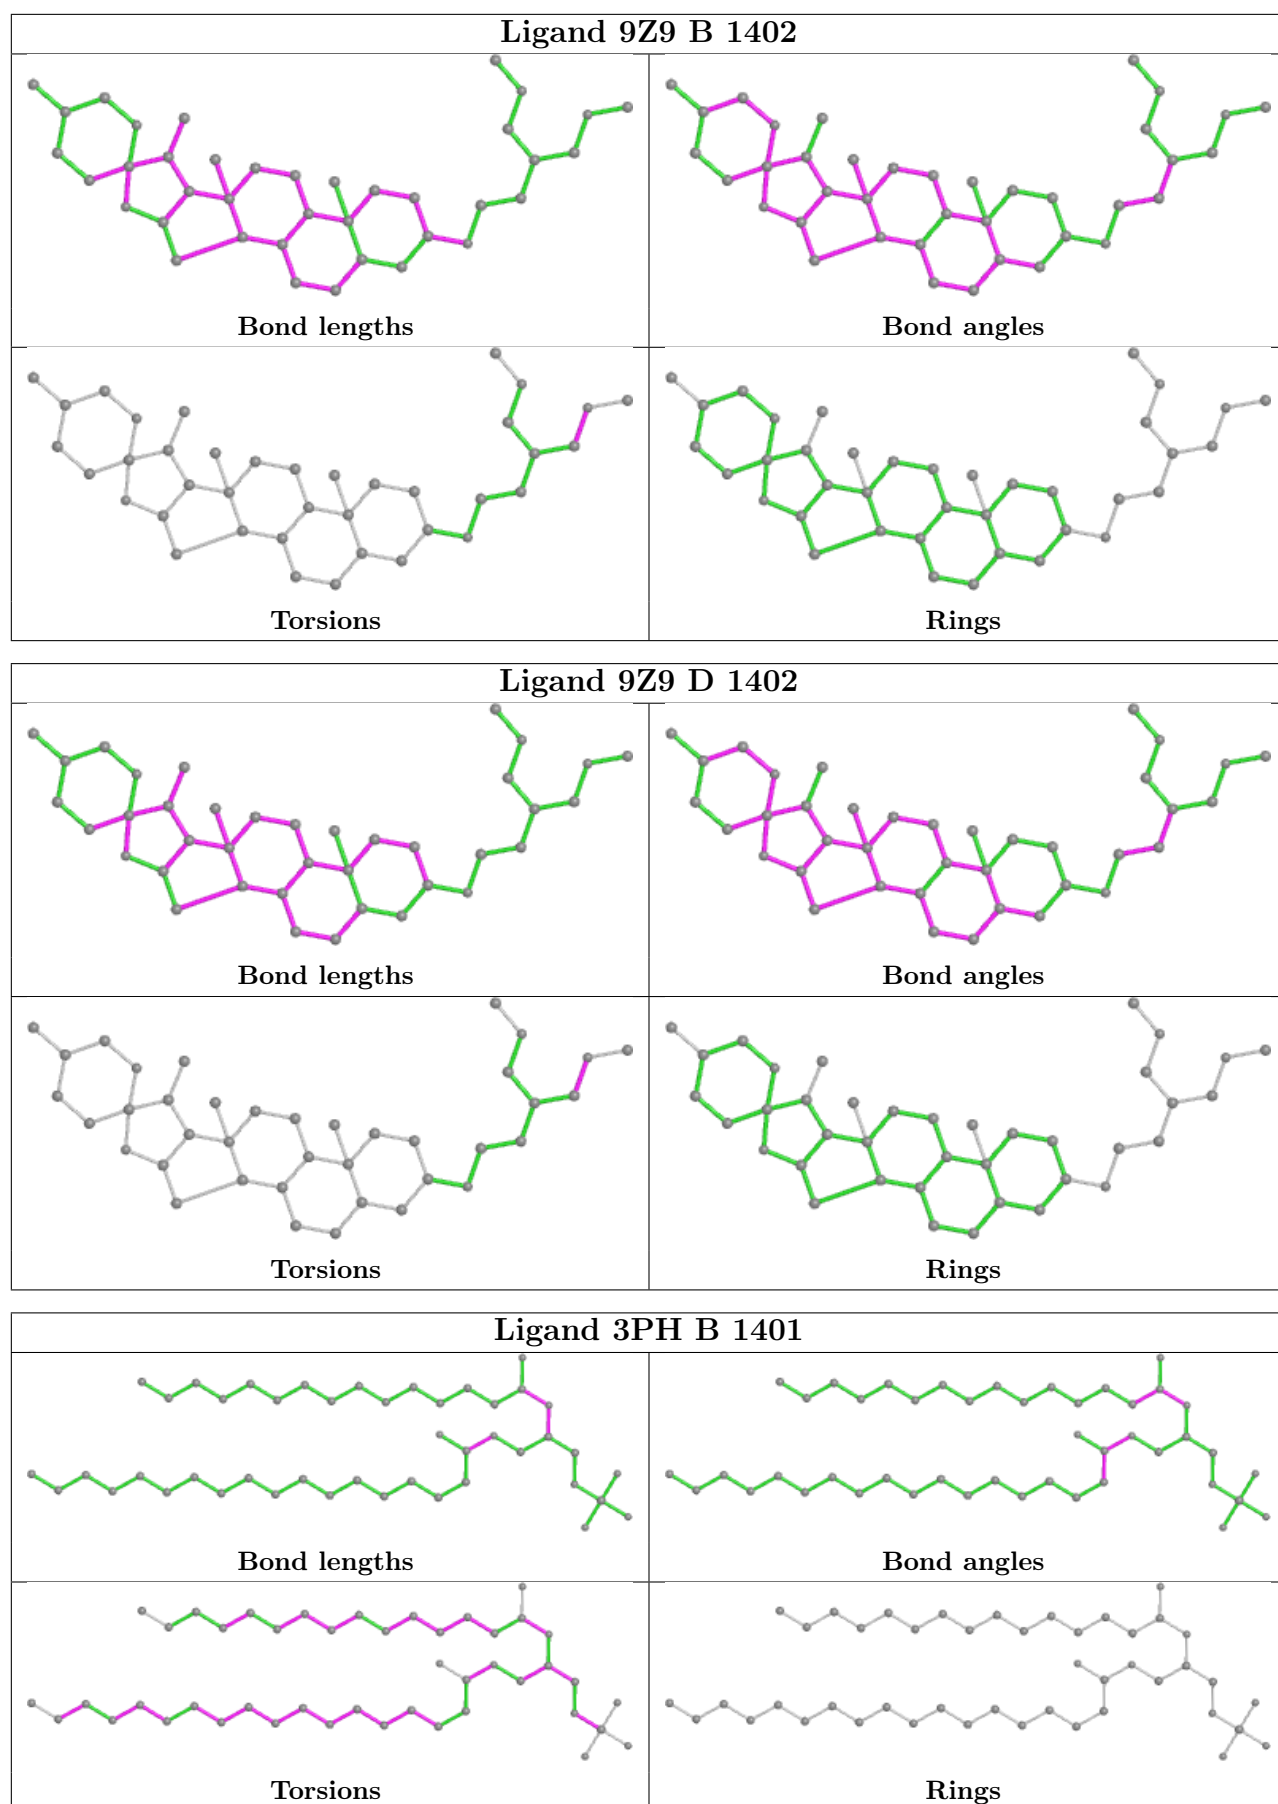 Ligand 9Z9 B 1402
Bond lengths
Bond angles
Torsions
Rings
Ligand 9Z9 D 1402
Bond lengths
Bond angles
Torsions
Rings
Ligand 3PH B 1401
Bond lengths
Bond angles
Torsions
Rings